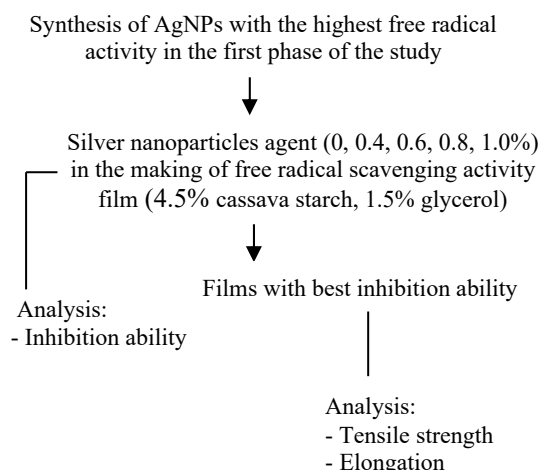 Synthesis of AgNPs with the highest free radical
activity in the first phase of the study
Silver nanoparticles agent (0, 0.4, 0.6, 0.8, 1.0%)
in the making of free radical scavenging activity
film (4.5% cassava starch, 1.5% glycerol)
Films with best inhibition ability
Analysis:
- Inhibition ability
Analysis:
- Tensile strength
- Elongation